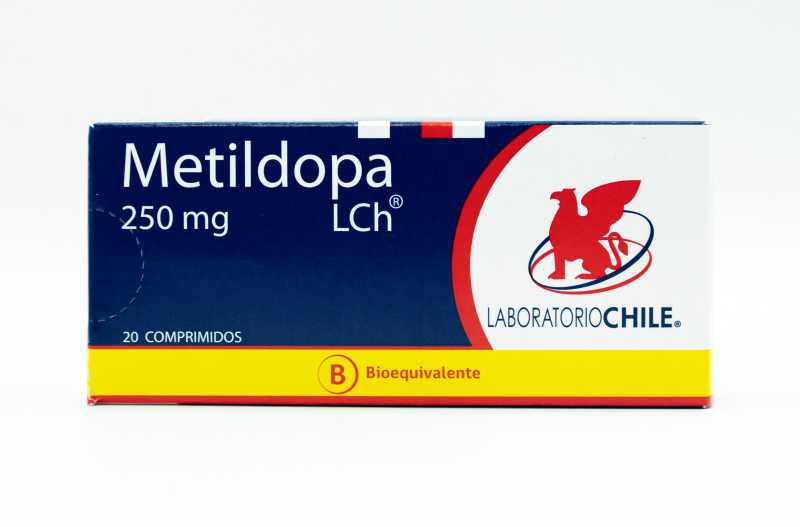 Metildopa
250 mg LCh®
20 COMPRIMIDOS
LABORATORIOCHILE®
B Bioequivalente